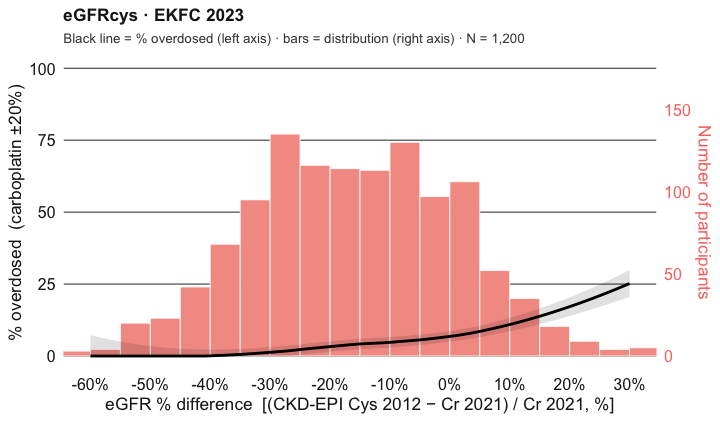 eGFRcys · EKFC 2023
Black line = % overdosed (left axis) · bars = distribution (right axis) · N = 1,200
% overdosed (carboplatin ±20%)
100
75
50
25
0
150
100
50
0
Number of participants
-60% -50% -40% -30% -20% -10% 0% 10% 20% 30%
eGFR % difference [(CKD-EPI Cys 2012 − Cr 2021) / Cr 2021, %]